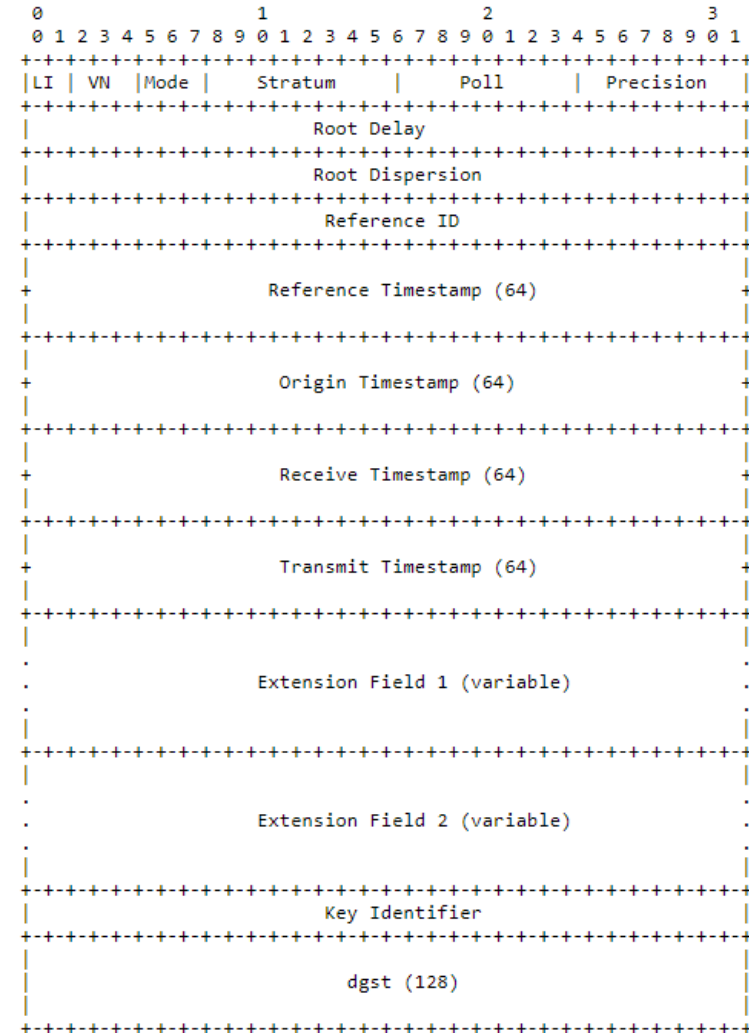 0                   1                   2                   3
 0 1 2 3 4 5 6 7 8 9 0 1 2 3 4 5 6 7 8 9 0 1 2 3 4 5 6 7 8 9 0 1
+-+-+-+-+-+-+-+-+-+-+-+-+-+-+-+-+-+-+-+-+-+-+-+-+-+-+-+-+-+-+-+-+
|LI | VN  |Mode |    Stratum     |     Poll      |  Precision   |
+-+-+-+-+-+-+-+-+-+-+-+-+-+-+-+-+-+-+-+-+-+-+-+-+-+-+-+-+-+-+-+-+
|                         Root Delay                            |
+-+-+-+-+-+-+-+-+-+-+-+-+-+-+-+-+-+-+-+-+-+-+-+-+-+-+-+-+-+-+-+-+
|                         Root Dispersion                       |
+-+-+-+-+-+-+-+-+-+-+-+-+-+-+-+-+-+-+-+-+-+-+-+-+-+-+-+-+-+-+-+-+
|                          Reference ID                         |
+-+-+-+-+-+-+-+-+-+-+-+-+-+-+-+-+-+-+-+-+-+-+-+-+-+-+-+-+-+-+-+-+
|                                                               |
+                     Reference Timestamp (64)                  +
|                                                               |
+-+-+-+-+-+-+-+-+-+-+-+-+-+-+-+-+-+-+-+-+-+-+-+-+-+-+-+-+-+-+-+-+
|                                                               |
+                      Origin Timestamp (64)                    +
|                                                               |
+-+-+-+-+-+-+-+-+-+-+-+-+-+-+-+-+-+-+-+-+-+-+-+-+-+-+-+-+-+-+-+-+
|                                                               |
+                      Receive Timestamp (64)                   +
|                                                               |
+-+-+-+-+-+-+-+-+-+-+-+-+-+-+-+-+-+-+-+-+-+-+-+-+-+-+-+-+-+-+-+-+
|                                                               |
+                      Transmit Timestamp (64)                  +
|                                                               |
+-+-+-+-+-+-+-+-+-+-+-+-+-+-+-+-+-+-+-+-+-+-+-+-+-+-+-+-+-+-+-+-+
|                                                               |
.                                                               .
.                    Extension Field 1 (variable)               .
.                                                               .
|                                                               |
+-+-+-+-+-+-+-+-+-+-+-+-+-+-+-+-+-+-+-+-+-+-+-+-+-+-+-+-+-+-+-+-+
|                                                               |
.                                                               .
.                    Extension Field 2 (variable)               .
.                                                               .
|                                                               |
+-+-+-+-+-+-+-+-+-+-+-+-+-+-+-+-+-+-+-+-+-+-+-+-+-+-+-+-+-+-+-+-+
|                          Key Identifier                       |
+-+-+-+-+-+-+-+-+-+-+-+-+-+-+-+-+-+-+-+-+-+-+-+-+-+-+-+-+-+-+-+-+
|                                                               |
|                            dgst (128)                         |
|                                                               |
+-+-+-+-+-+-+-+-+-+-+-+-+-+-+-+-+-+-+-+-+-+-+-+-+-+-+-+-+-+-+-+-+